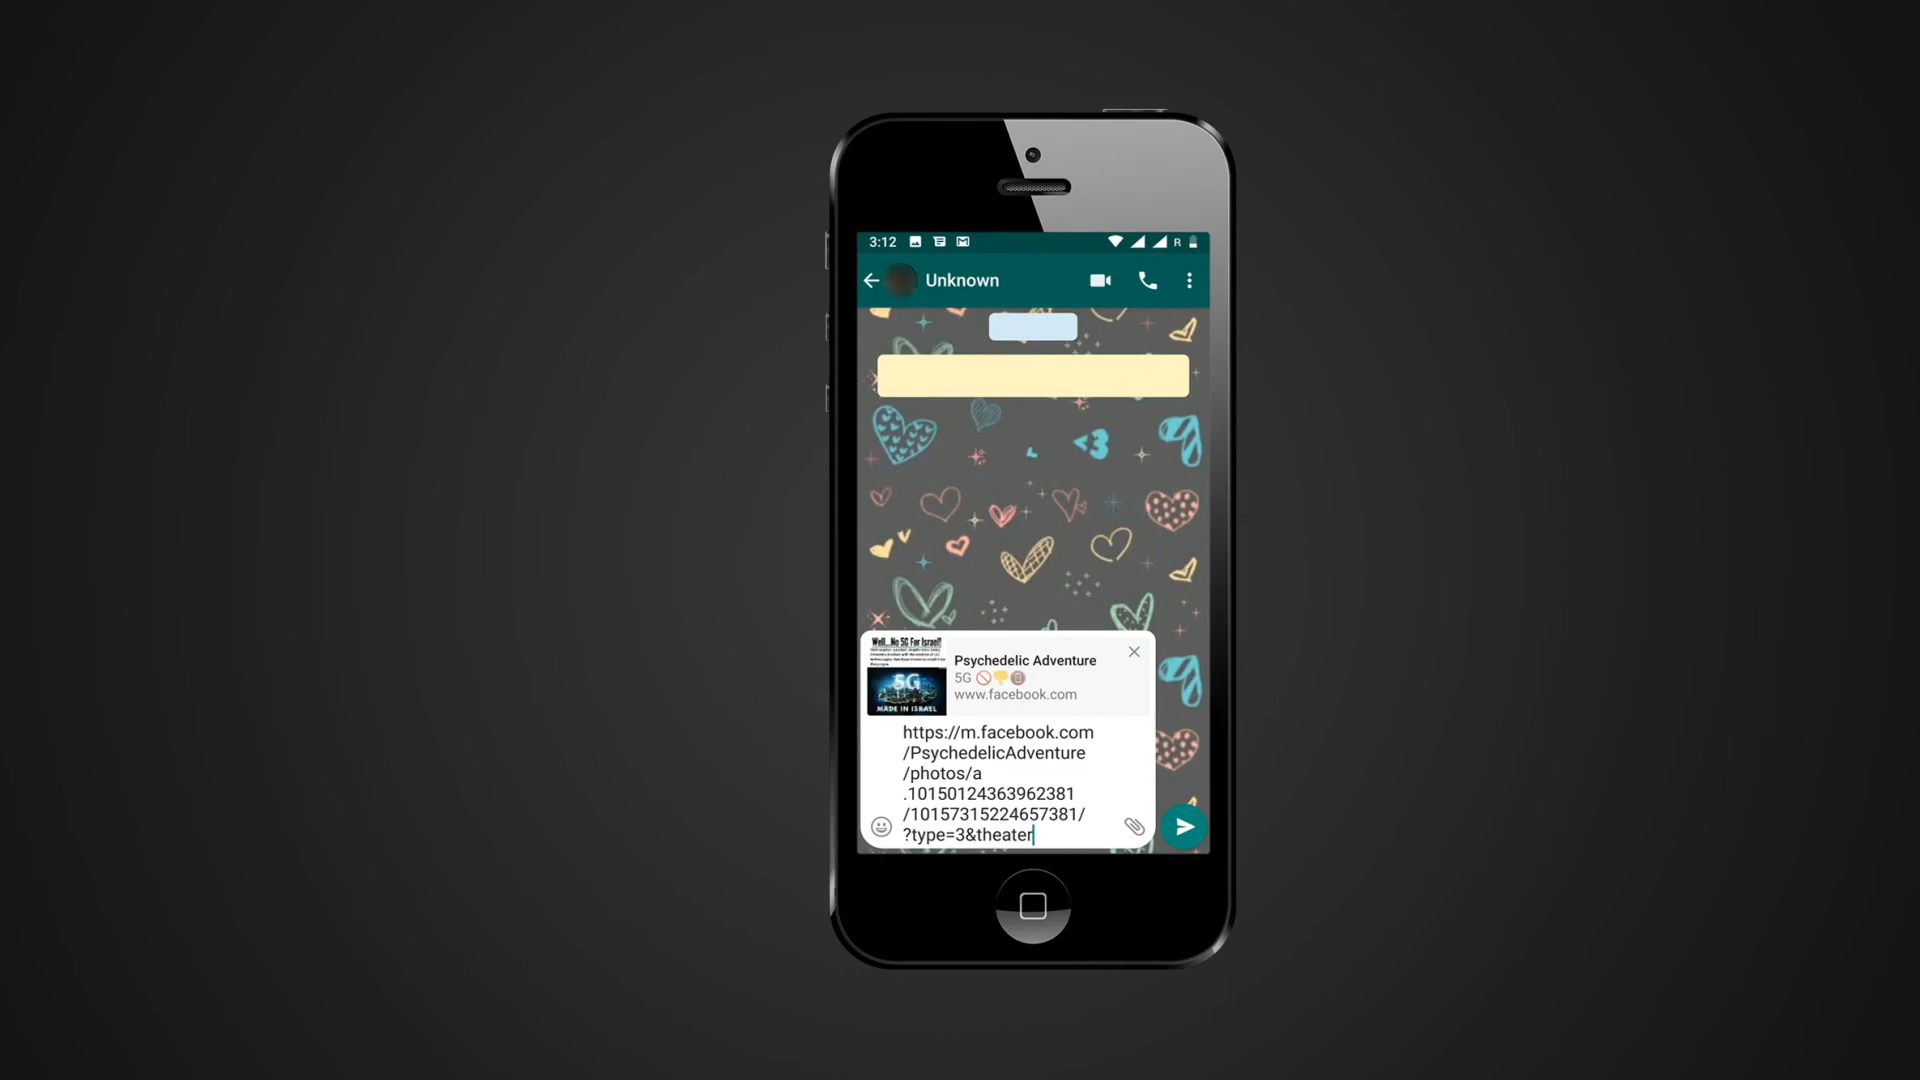 3:12
R
Unknown
<3
Well...No 5G For Israel!
5G
MADE IN ISRAEL
Psychedelic Adventure
5G 🚫👎📵
www.facebook.com
https://m.facebook.com
/PsychedelicAdventure
/photos/a
.10150124363962381
/10157315224657381/
?type=3&theater